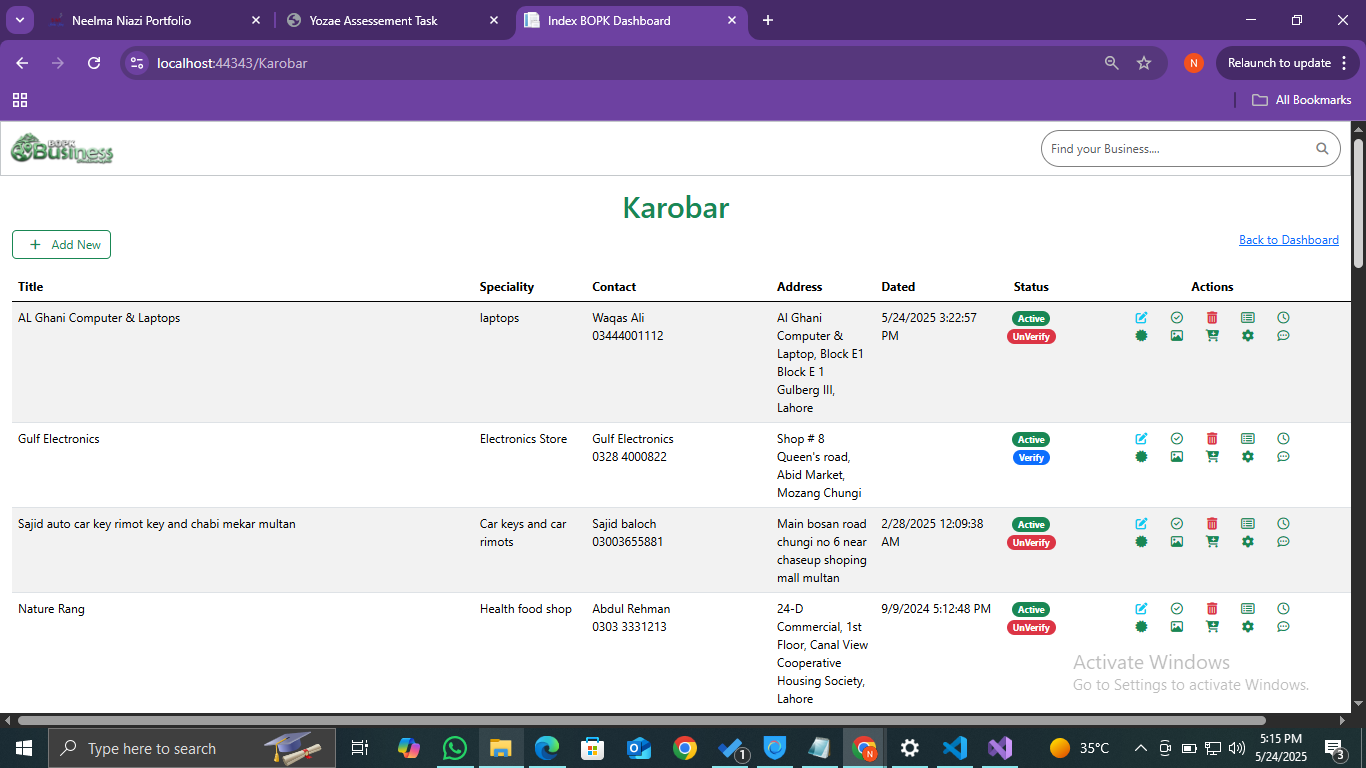 Neelma Niazi Portfolio
Yozae Assessement Task
Index BOPK Dashboard
localhost:44343/Karobar
N
Relaunch to update
All Bookmarks
BOPK
Business
Find your Business....
Karobar
Add New
Back to Dashboard
Title Speciality Contact Address Dated Status Actions
AL Ghani Computer & Laptops
laptops
Waqas Ali
03444001112
Al Ghani
Computer &
Laptop, Block E1
Block E 1
Gulberg III,
Lahore
5/24/2025 3:22:57
PM
Active
UnVerify
Gulf Electronics
Electronics Store
Gulf Electronics
0328 4000822
Shop # 8
Queen's road,
Abid Market,
Mozang Chungi
Active
Verify
Sajid auto car key rimot key and chabi mekar multan
Car keys and car
rimots
Sajid baloch
03003655881
Main bosan road
chungi no 6 near
chaseup shoping
mall multan
2/28/2025 12:09:38
AM
Active
UnVerify
Nature Rang
Health food shop
Abdul Rehman
0303 3331213
24-D
Commercial, 1st
Floor, Canal View
Cooperative
Housing Society,
Lahore
9/9/2024 5:12:48 PM
Active
UnVerify
Activate Windows
Go to Settings to activate Windows.
Type here to search
1
N
35°C
5:15 PM
5/24/2025
3